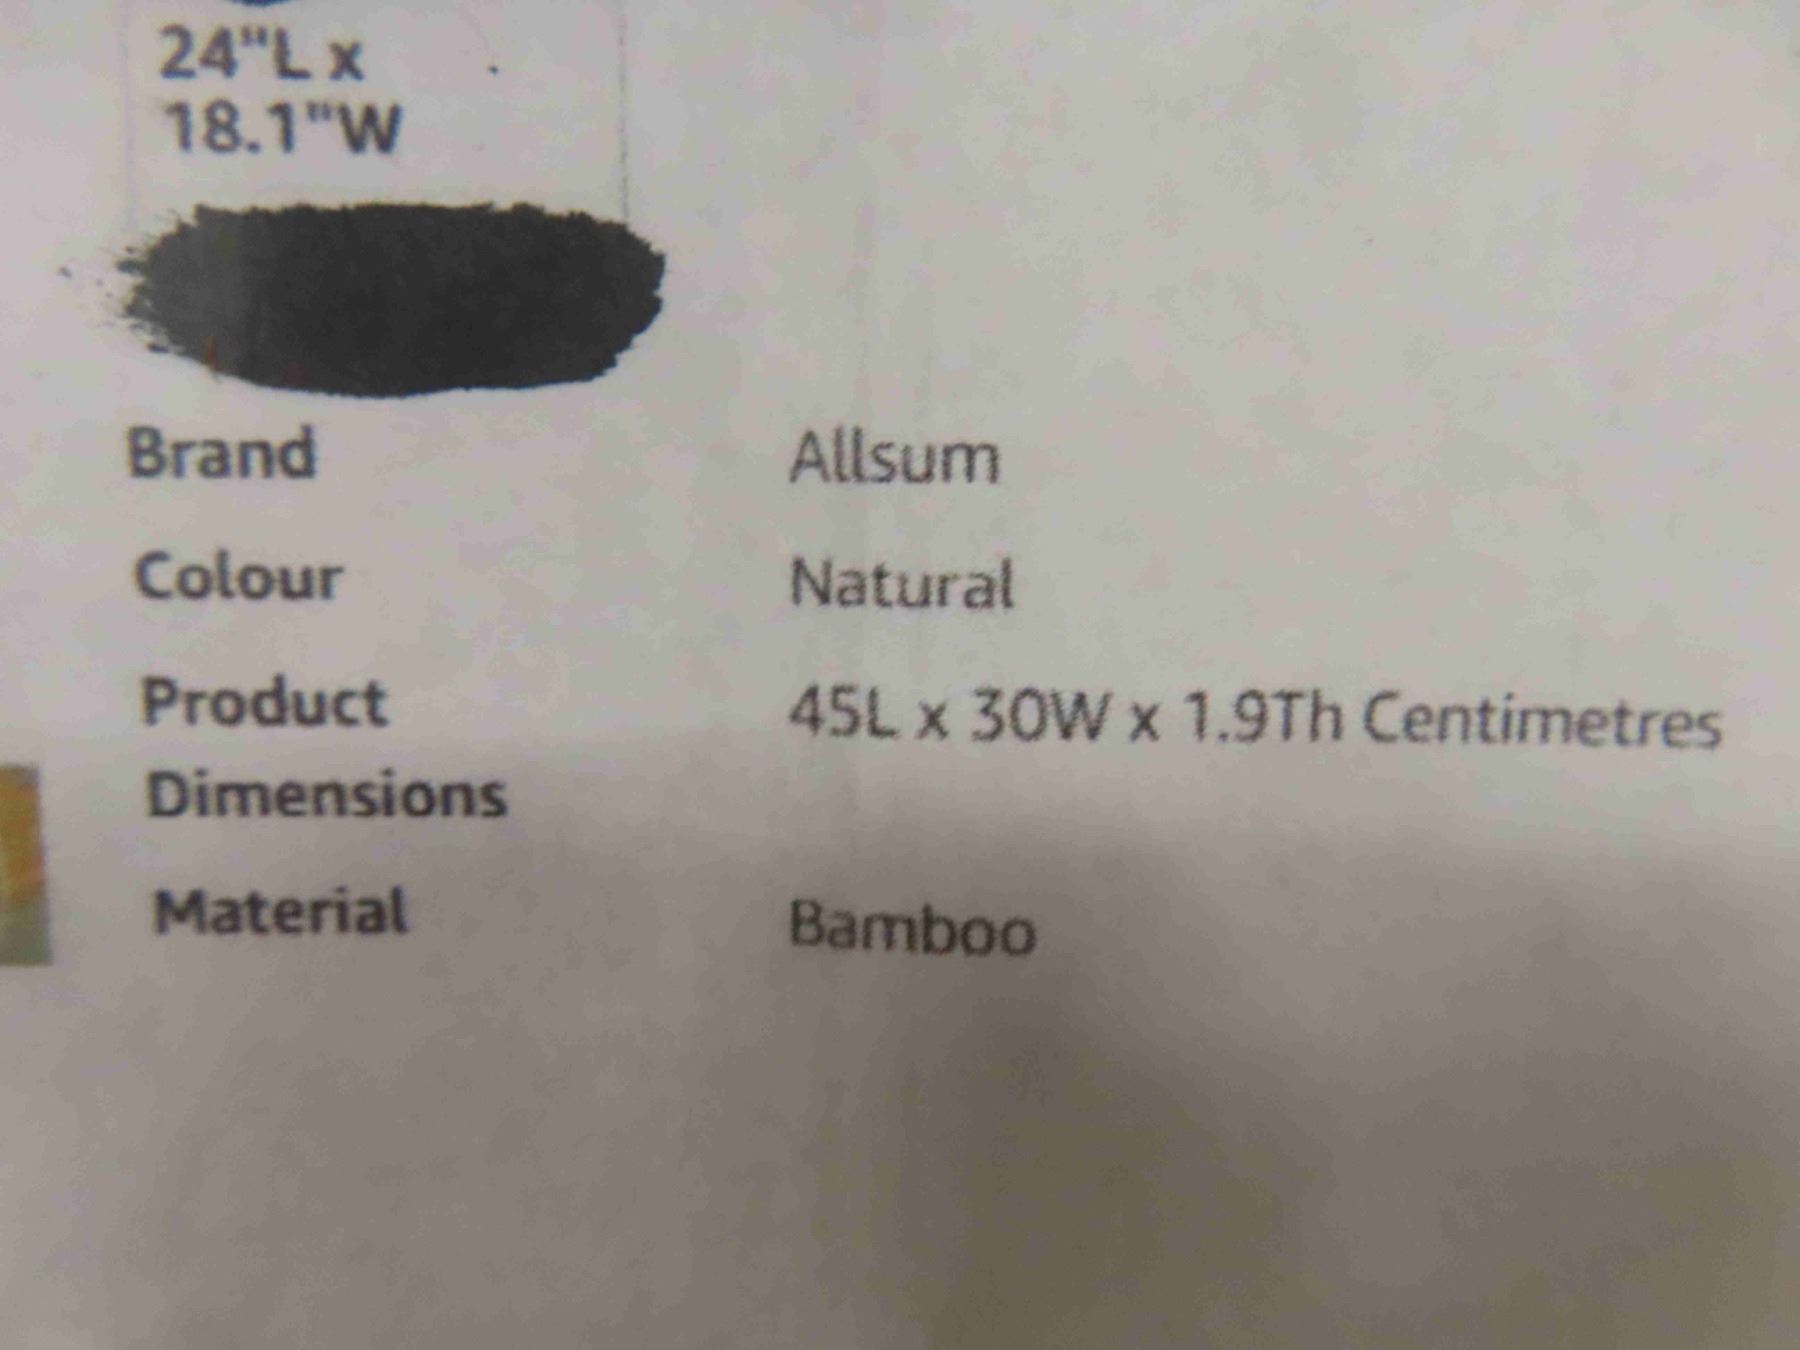 24"L x
18.1"W
Brand Allsum
Colour Natural
Product 45L x 30W x 1.9Th Centimetres
Dimensions
Material Bamboo